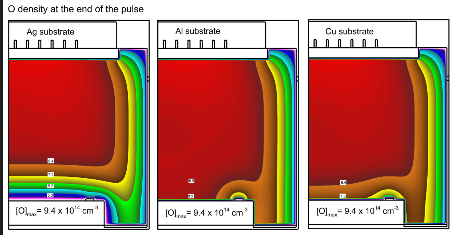 O density at the end of the pulse
Ag substrate
Al substrate
Cu substrate
[O]max= 9.4 x 10¹⁴ cm⁻³
[O]max= 9.4 x 10¹⁴ cm⁻³
[O]max= 9.4 x 10¹⁴ cm⁻³